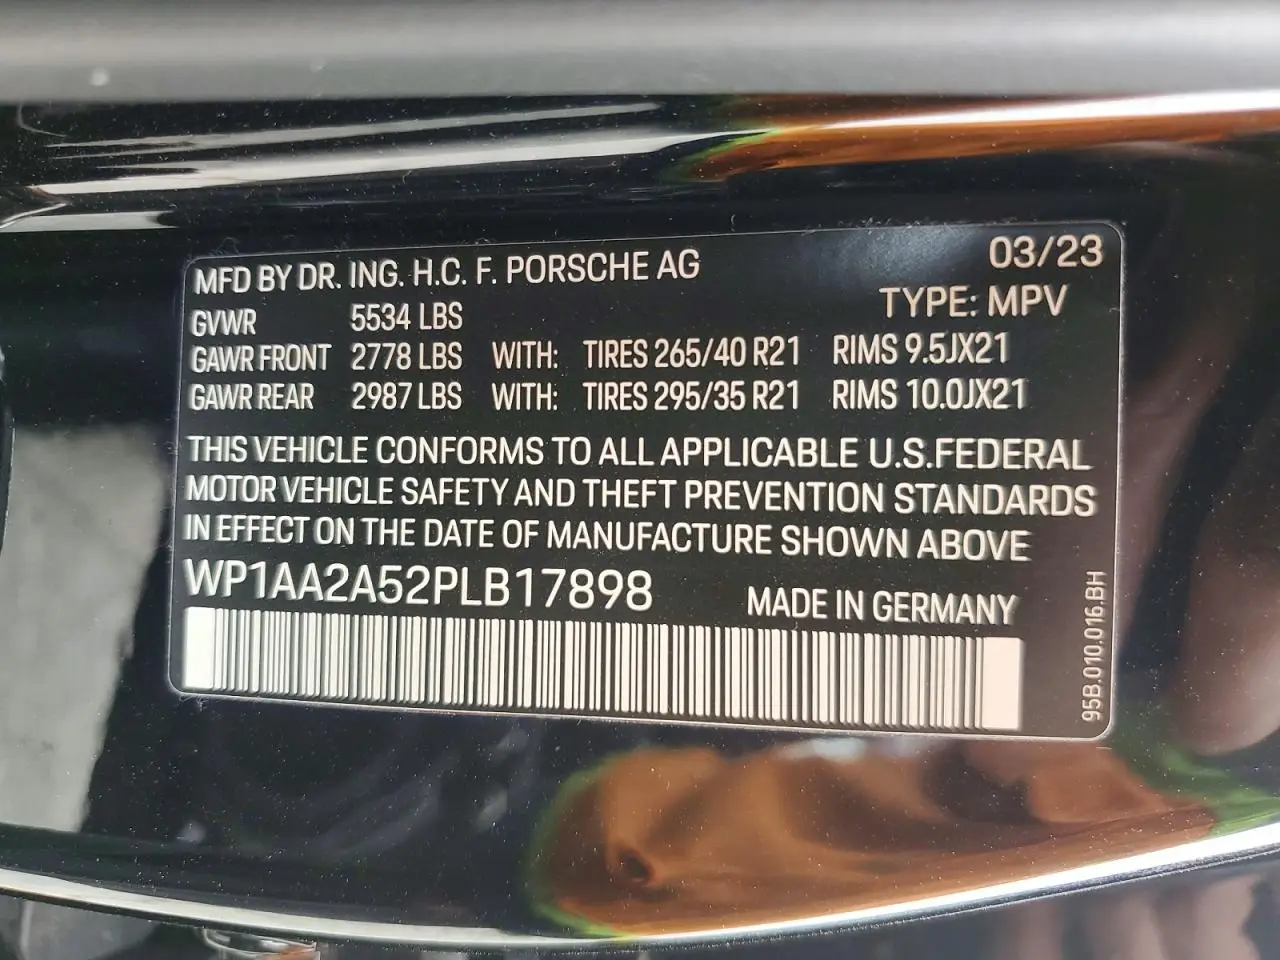 MFD BY DR. ING. H.C. F. PORSCHE AG 03/23
GVWR 5534 LBS TYPE: MPV
GAWR FRONT 2778 LBS WITH: TIRES 265/40 R21 RIMS 9.5JX21
GAWR REAR 2987 LBS WITH: TIRES 295/35 R21 RIMS 10.0JX21
THIS VEHICLE CONFORMS TO ALL APPLICABLE U.S.FEDERAL
MOTOR VEHICLE SAFETY AND THEFT PREVENTION STANDARDS
IN EFFECT ON THE DATE OF MANUFACTURE SHOWN ABOVE
WP1AA2A52PLB17898 MADE IN GERMANY
95B.010.016.BH